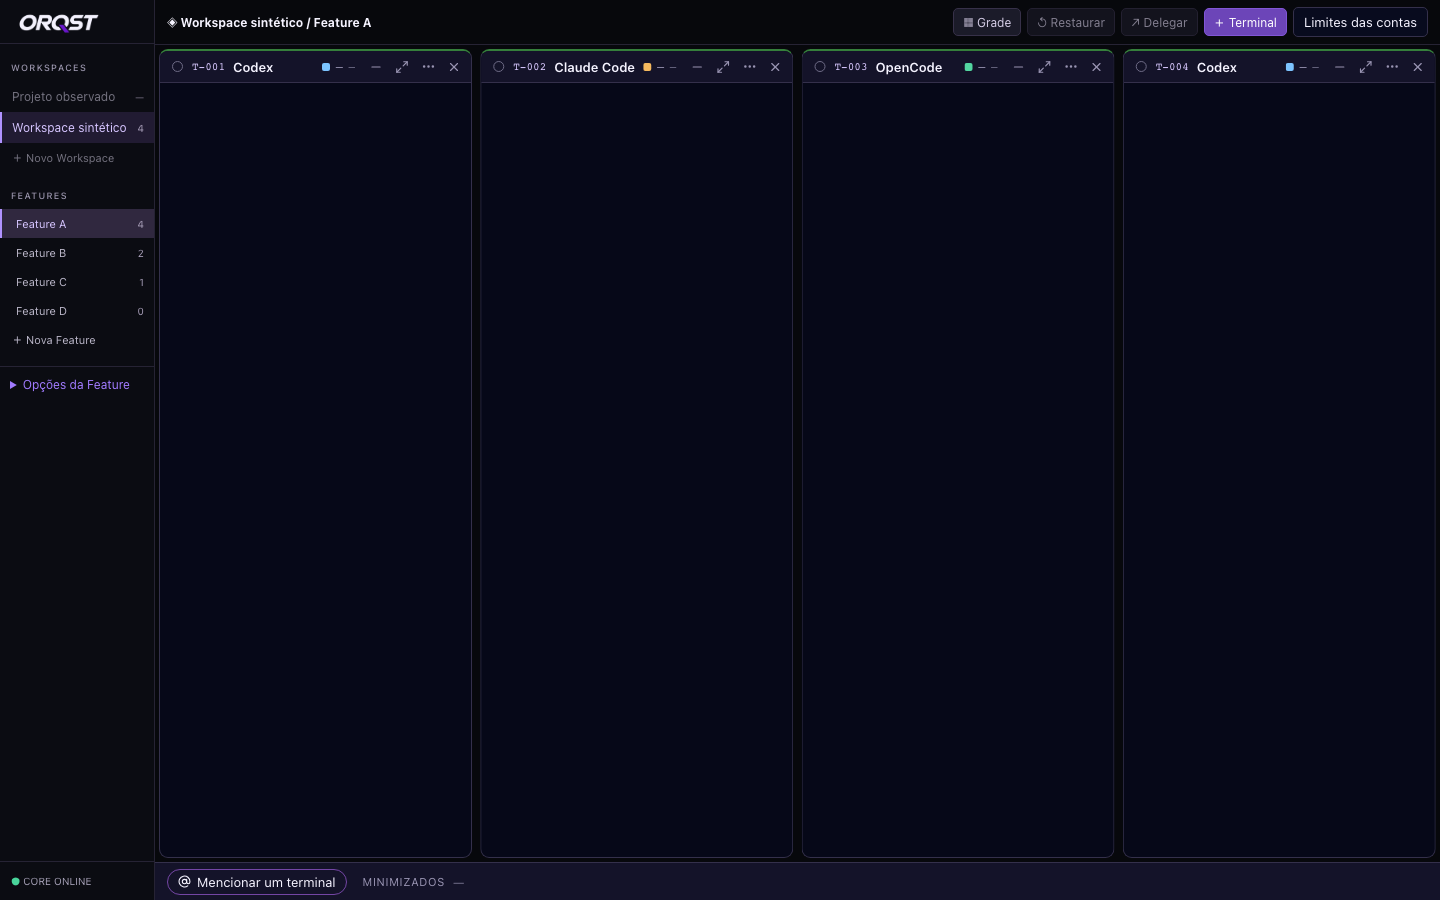 ORQST
◈ Workspace sintético / Feature A
▦ Grade
↺ Restaurar
↗ Delegar
+ Terminal
Limites das contas
WORKSPACES
Projeto observado —
Workspace sintético 4
+ Novo Workspace
FEATURES
Feature A 4
Feature B 2
Feature C 1
Feature D 0
+ Nova Feature
▶ Opções da Feature
T-001 Codex — —
T-002 Claude Code — —
T-003 OpenCode — —
T-004 Codex — —
CORE ONLINE
@ Mencionar um terminal
MINIMIZADOS —